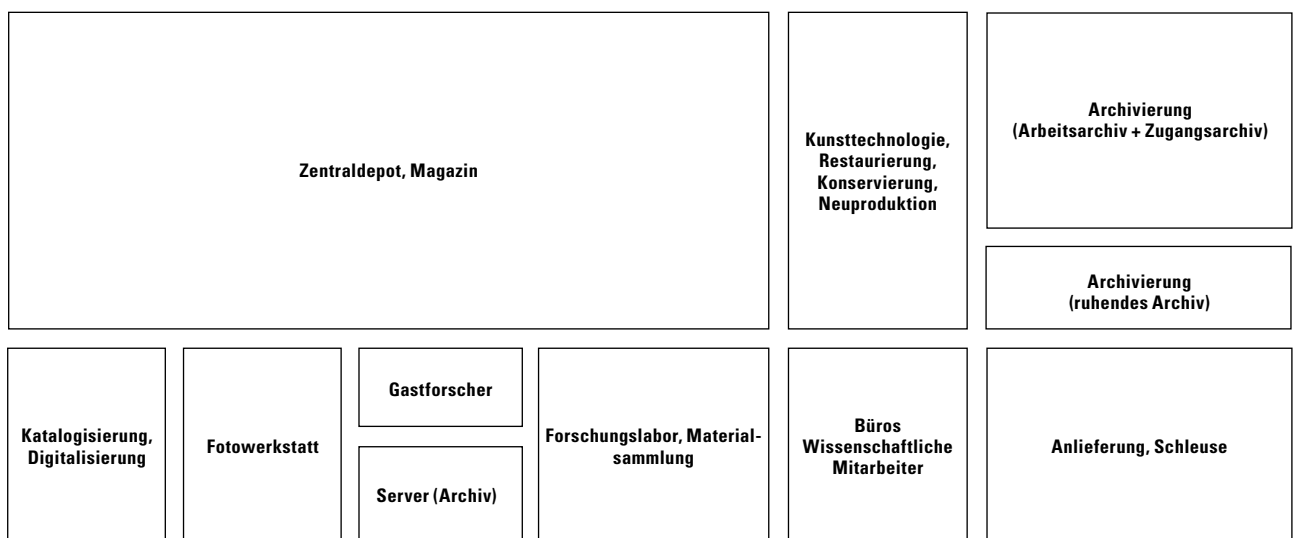 Zentraldepot, Magazin
Kunsttechnologie,
Restaurierung,
Konservierung,
Neuproduktion
Archivierung
(Arbeitsarchiv + Zugangsarchiv)
Archivierung
(ruhendes Archiv)
Katalogisierung,
Digitalisierung
Fotowerkstatt
Gastforscher
Server (Archiv)
Forschungslabor, Material-
sammlung
Büros
Wissenschaftliche
Mitarbeiter
Anlieferung, Schleuse